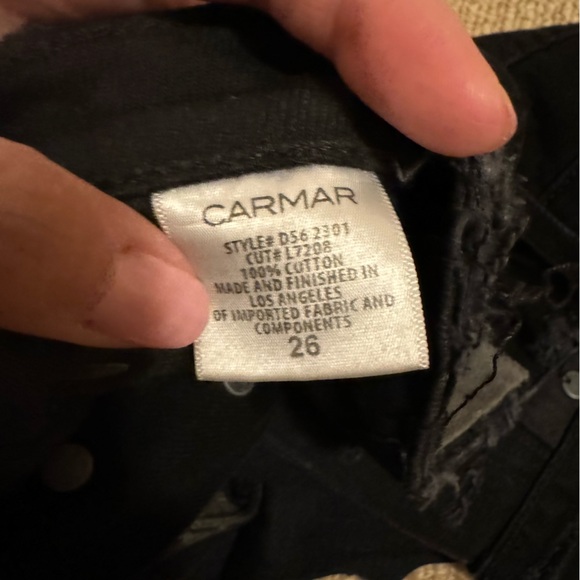 CARMAR
STYLE# D56 2301
CUT# L7208
100% COTTON
MADE AND FINISHED IN
LOS ANGELES
OF IMPORTED FABRIC AND
COMPONENTS
26